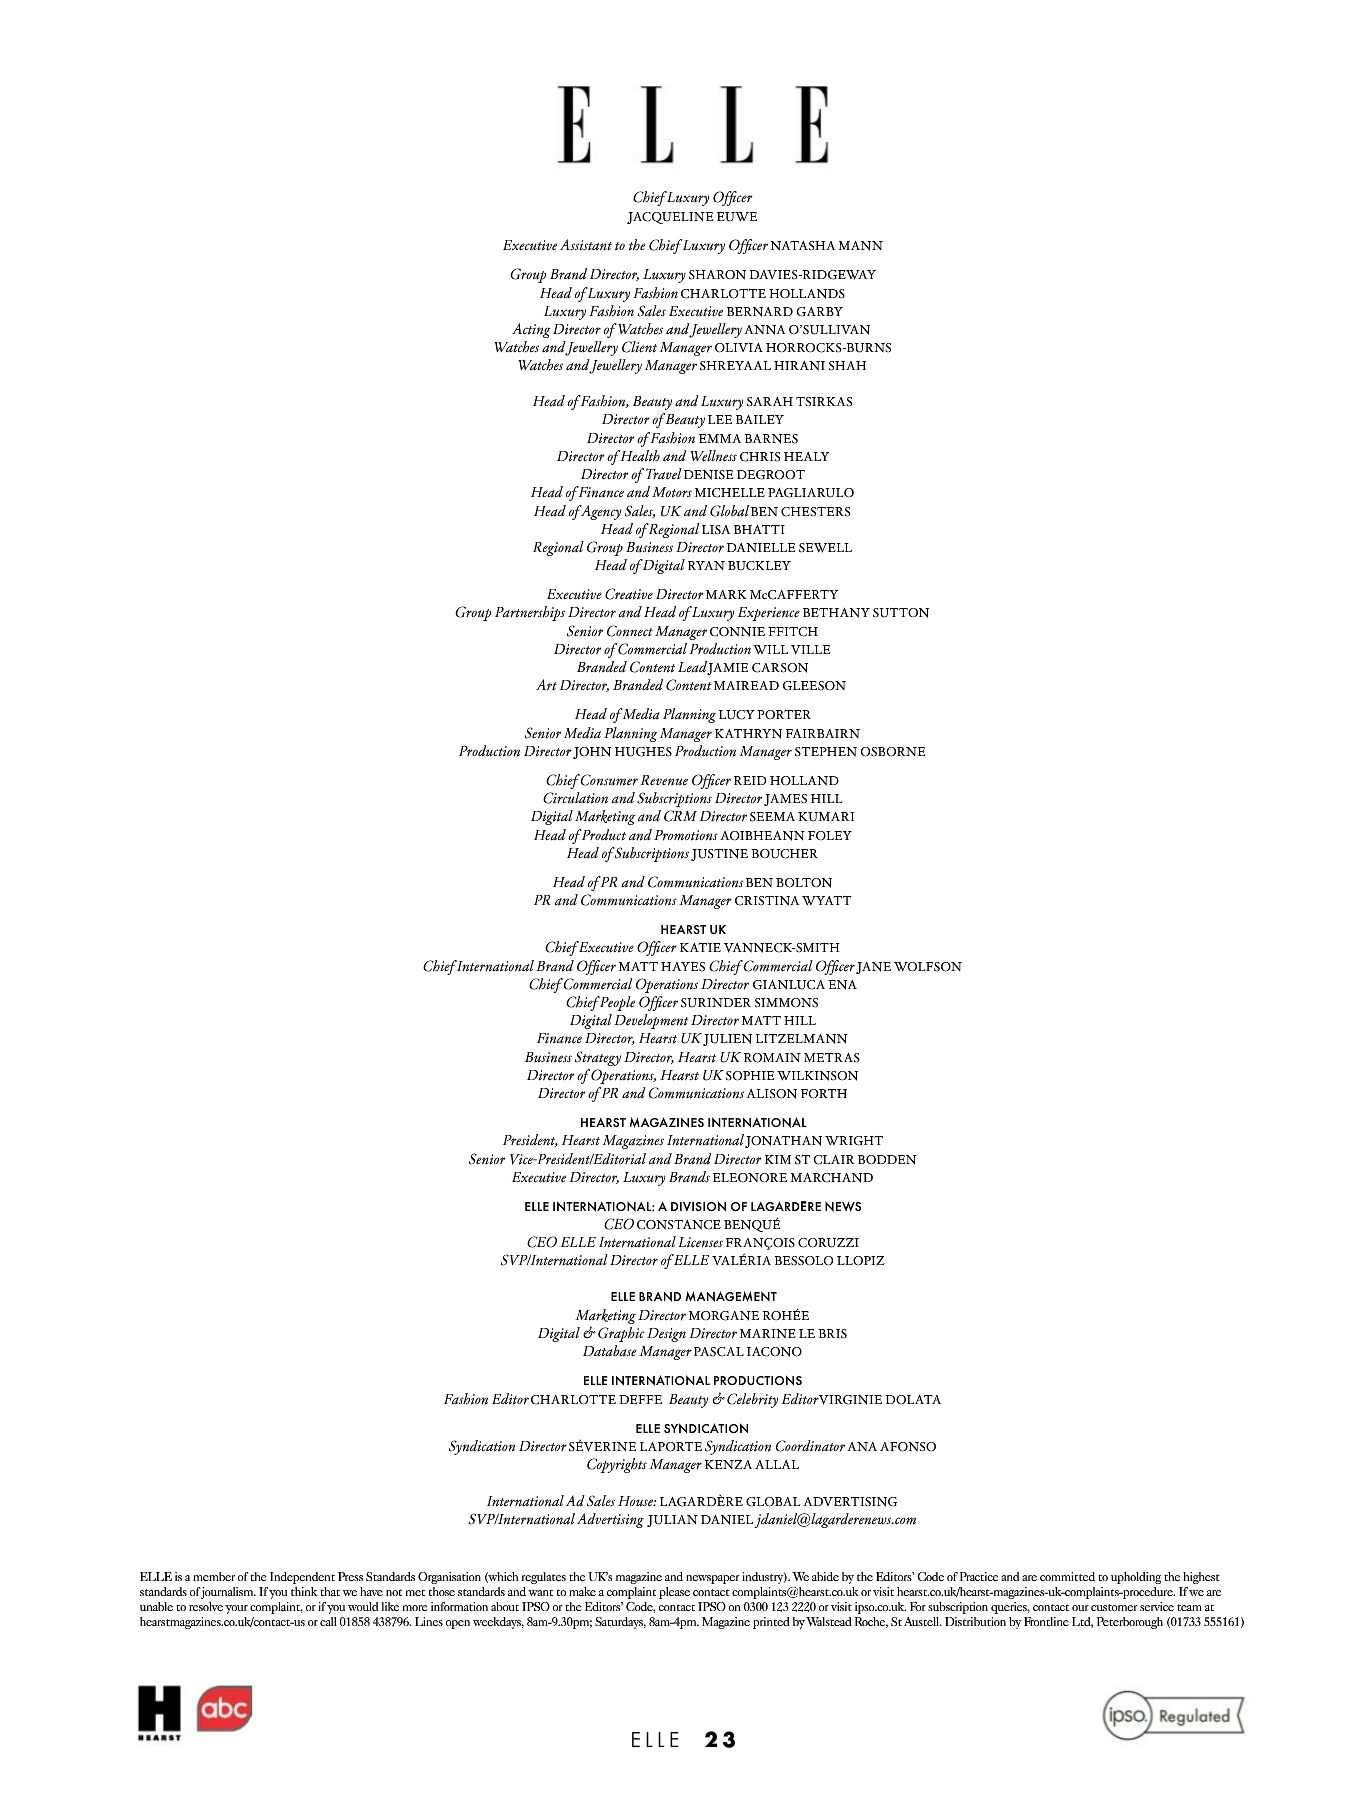 ELLE
Chief Luxury Officer
JACQUELINE EUWE
Executive Assistant to the Chief Luxury Officer NATASHA MANN
Group Brand Director, Luxury SHARON DAVIES-RIDGEWAY
Head of Luxury Fashion CHARLOTTE HOLLANDS
Luxury Fashion Sales Executive BERNARD GARBY
Acting Director of Watches and Jewellery ANNA O'SULLIVAN
Watches and Jewellery Client Manager OLIVIA HORROCKS-BURNS
Watches and Jewellery Manager SHREYAAL HIRANI SHAH
Head of Fashion, Beauty and Luxury SARAH TSIRKAS
Director of Beauty LEE BAILEY
Director of Fashion EMMA BARNES
Director of Health and Wellness CHRIS HEALY
Director of Travel DENISE DEGROOT
Head of Finance and Motors MICHELLE PAGLIARULO
Head of Agency Sales, UK and Global BEN CHESTERS
Head of Regional LISA BHATTI
Regional Group Business Director DANIELLE SEWELL
Head of Digital RYAN BUCKLEY
Executive Creative Director MARK McCAFFERTY
Group Partnerships Director and Head of Luxury Experience BETHANY SUTTON
Senior Connect Manager CONNIE FFITCH
Director of Commercial Production WILL VILLE
Branded Content Lead JAMIE CARSON
Art Director, Branded Content MAIREAD GLEESON
Head of Media Planning LUCY PORTER
Senior Media Planning Manager KATHRYN FAIRBAIRN
Production Director JOHN HUGHES Production Manager STEPHEN OSBORNE
Chief Consumer Revenue Officer REID HOLLAND
Circulation and Subscriptions Director JAMES HILL
Digital Marketing and CRM Director SEEMA KUMARI
Head of Product and Promotions AOIBHEANN FOLEY
Head of Subscriptions JUSTINE BOUCHER
Head of PR and Communications BEN BOLTON
PR and Communications Manager CRISTINA WYATT
HEARST UK
Chief Executive Officer KATIE VANNECK-SMITH
Chief International Brand Officer MATT HAYES Chief Commercial Officer JANE WOLFSON
Chief Commercial Operations Director GIANLUCA ENA
Chief People Officer SURINDER SIMMONS
Digital Development Director MATT HILL
Finance Director, Hearst UK JULIEN LITZELMANN
Business Strategy Director, Hearst UK ROMAIN METRAS
Director of Operations, Hearst UK SOPHIE WILKINSON
Director of PR and Communications ALISON FORTH
HEARST MAGAZINES INTERNATIONAL
President, Hearst Magazines International JONATHAN WRIGHT
Senior Vice-President/Editorial and Brand Director KIM ST CLAIR BODDEN
Executive Director, Luxury Brands ELEONORE MARCHAND
ELLE INTERNATIONAL: A DIVISION OF LAGARDĒRE NEWS
CEO CONSTANCE BENQUÉ
CEO ELLE International Licenses FRANÇOIS CORUZZI
SVP/International Director of ELLE VALÉRIA BESSOLO LLOPIZ
ELLE BRAND MANAGEMENT
Marketing Director MORGANE ROHÉE
Digital & Graphic Design Director MARINE LE BRIS
Database Manager PASCAL IACONO
ELLE INTERNATIONAL PRODUCTIONS
Fashion Editor CHARLOTTE DEFFE Beauty & Celebrity Editor VIRGINIE DOLATA
ELLE SYNDICATION
Syndication Director SÉVERINE LAPORTE Syndication Coordinator ANA AFONSO
Copyrights Manager KENZA ALLAL
International Ad Sales House: LAGARDÈRE GLOBAL ADVERTISING
SVP/International Advertising JULIAN DANIEL jdaniel@lagarderenews.com
ELLE is a member of the Independent Press Standards Organisation (which regulates the UK's magazine and newspaper industry). We abide by the Editors' Code of Practice and are committed to upholding the highest
standards of journalism. If you think that we have not met those standards and want to make a complaint please contact complaints@hearst.co.uk or visit hearst.co.uk/hearst-magazines-uk-complaints-procedure. If we are
unable to resolve your complaint, or if you would like more information about IPSO or the Editors' Code, contact IPSO on 0300 123 2220 or visit ipso.co.uk. For subscription queries, contact our customer service team at
hearstmagazines.co.uk/contact-us or call 01858 438796. Lines open weekdays, 8am-9.30pm; Saturdays, 8am-4pm. Magazine printed by Walstead Roche, St Austell. Distribution by Frontline Ltd, Peterborough (01733 555161)
H
HEARST
abc
ipso. Regulated
ELLE 23